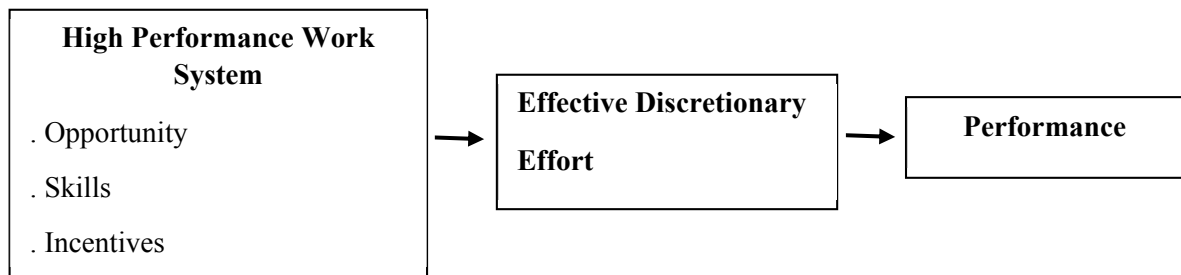 High Performance Work
System
. Opportunity
. Skills
. Incentives
Effective Discretionary
Effort
Performance